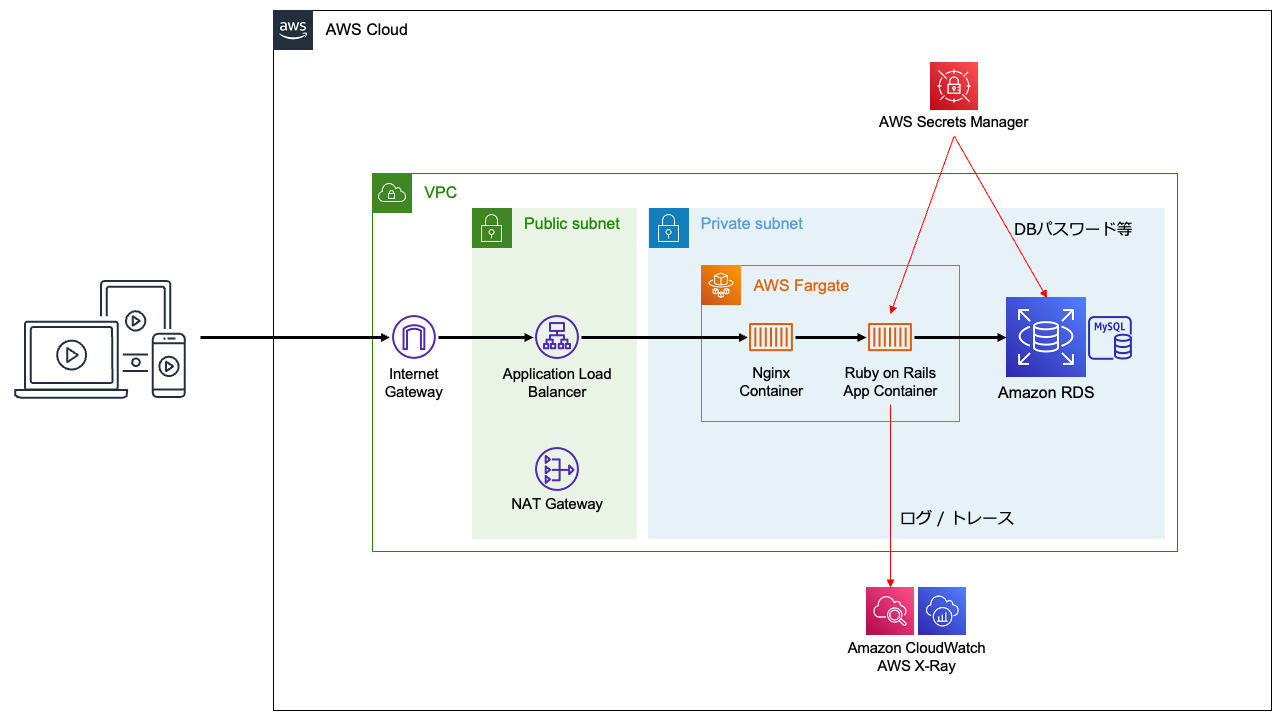 aws
AWS Cloud
AWS Secrets Manager
VPC
Public subnet
Private subnet
DBパスワード等
AWS Fargate
MySQL
Internet
Gateway
Application Load
Balancer
Nginx
Container
Ruby on Rails
App Container
Amazon RDS
NAT Gateway
ログ / トレース
Amazon CloudWatch
AWS X-Ray